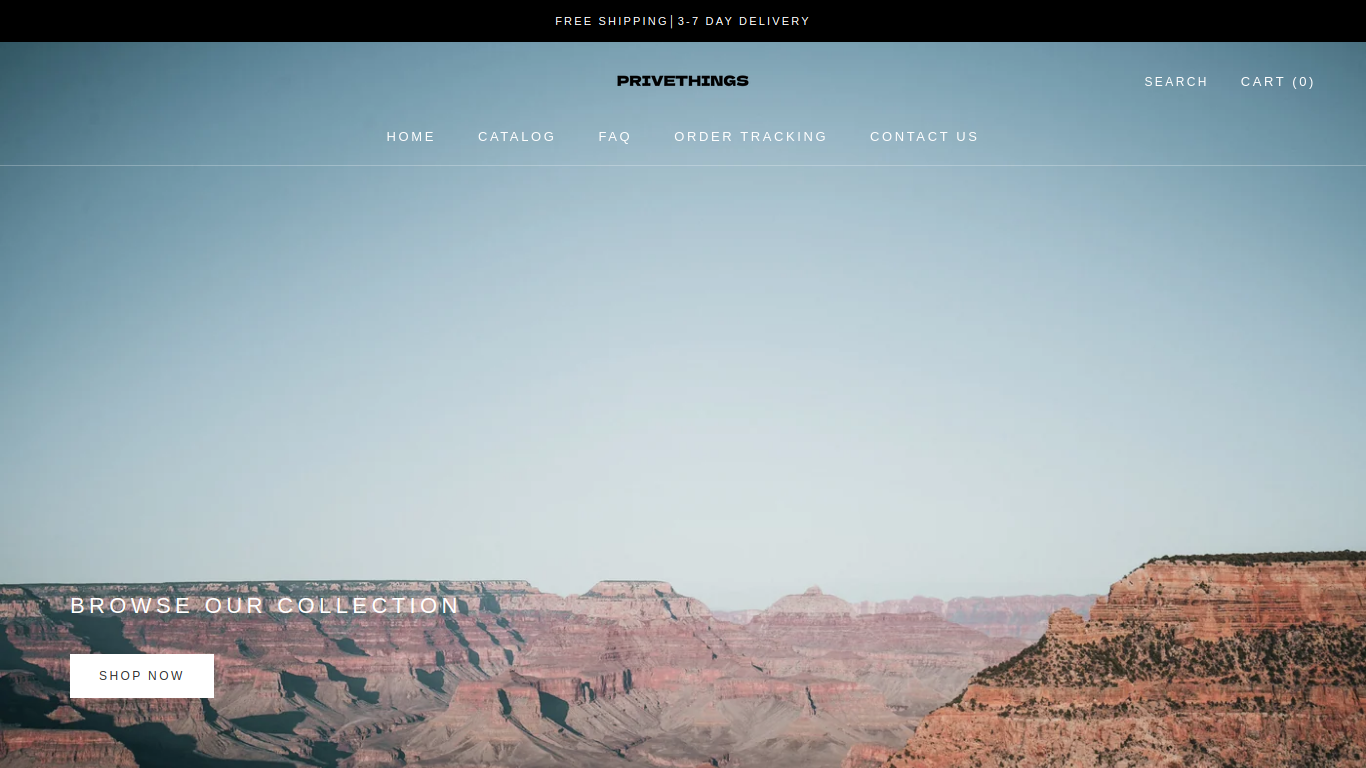 FREE SHIPPING│3-7 DAY DELIVERY
PRIVETHINGS
SEARCH
CART (0)
HOME
CATALOG
FAQ
ORDER TRACKING
CONTACT US
BROWSE OUR COLLECTION
SHOP NOW